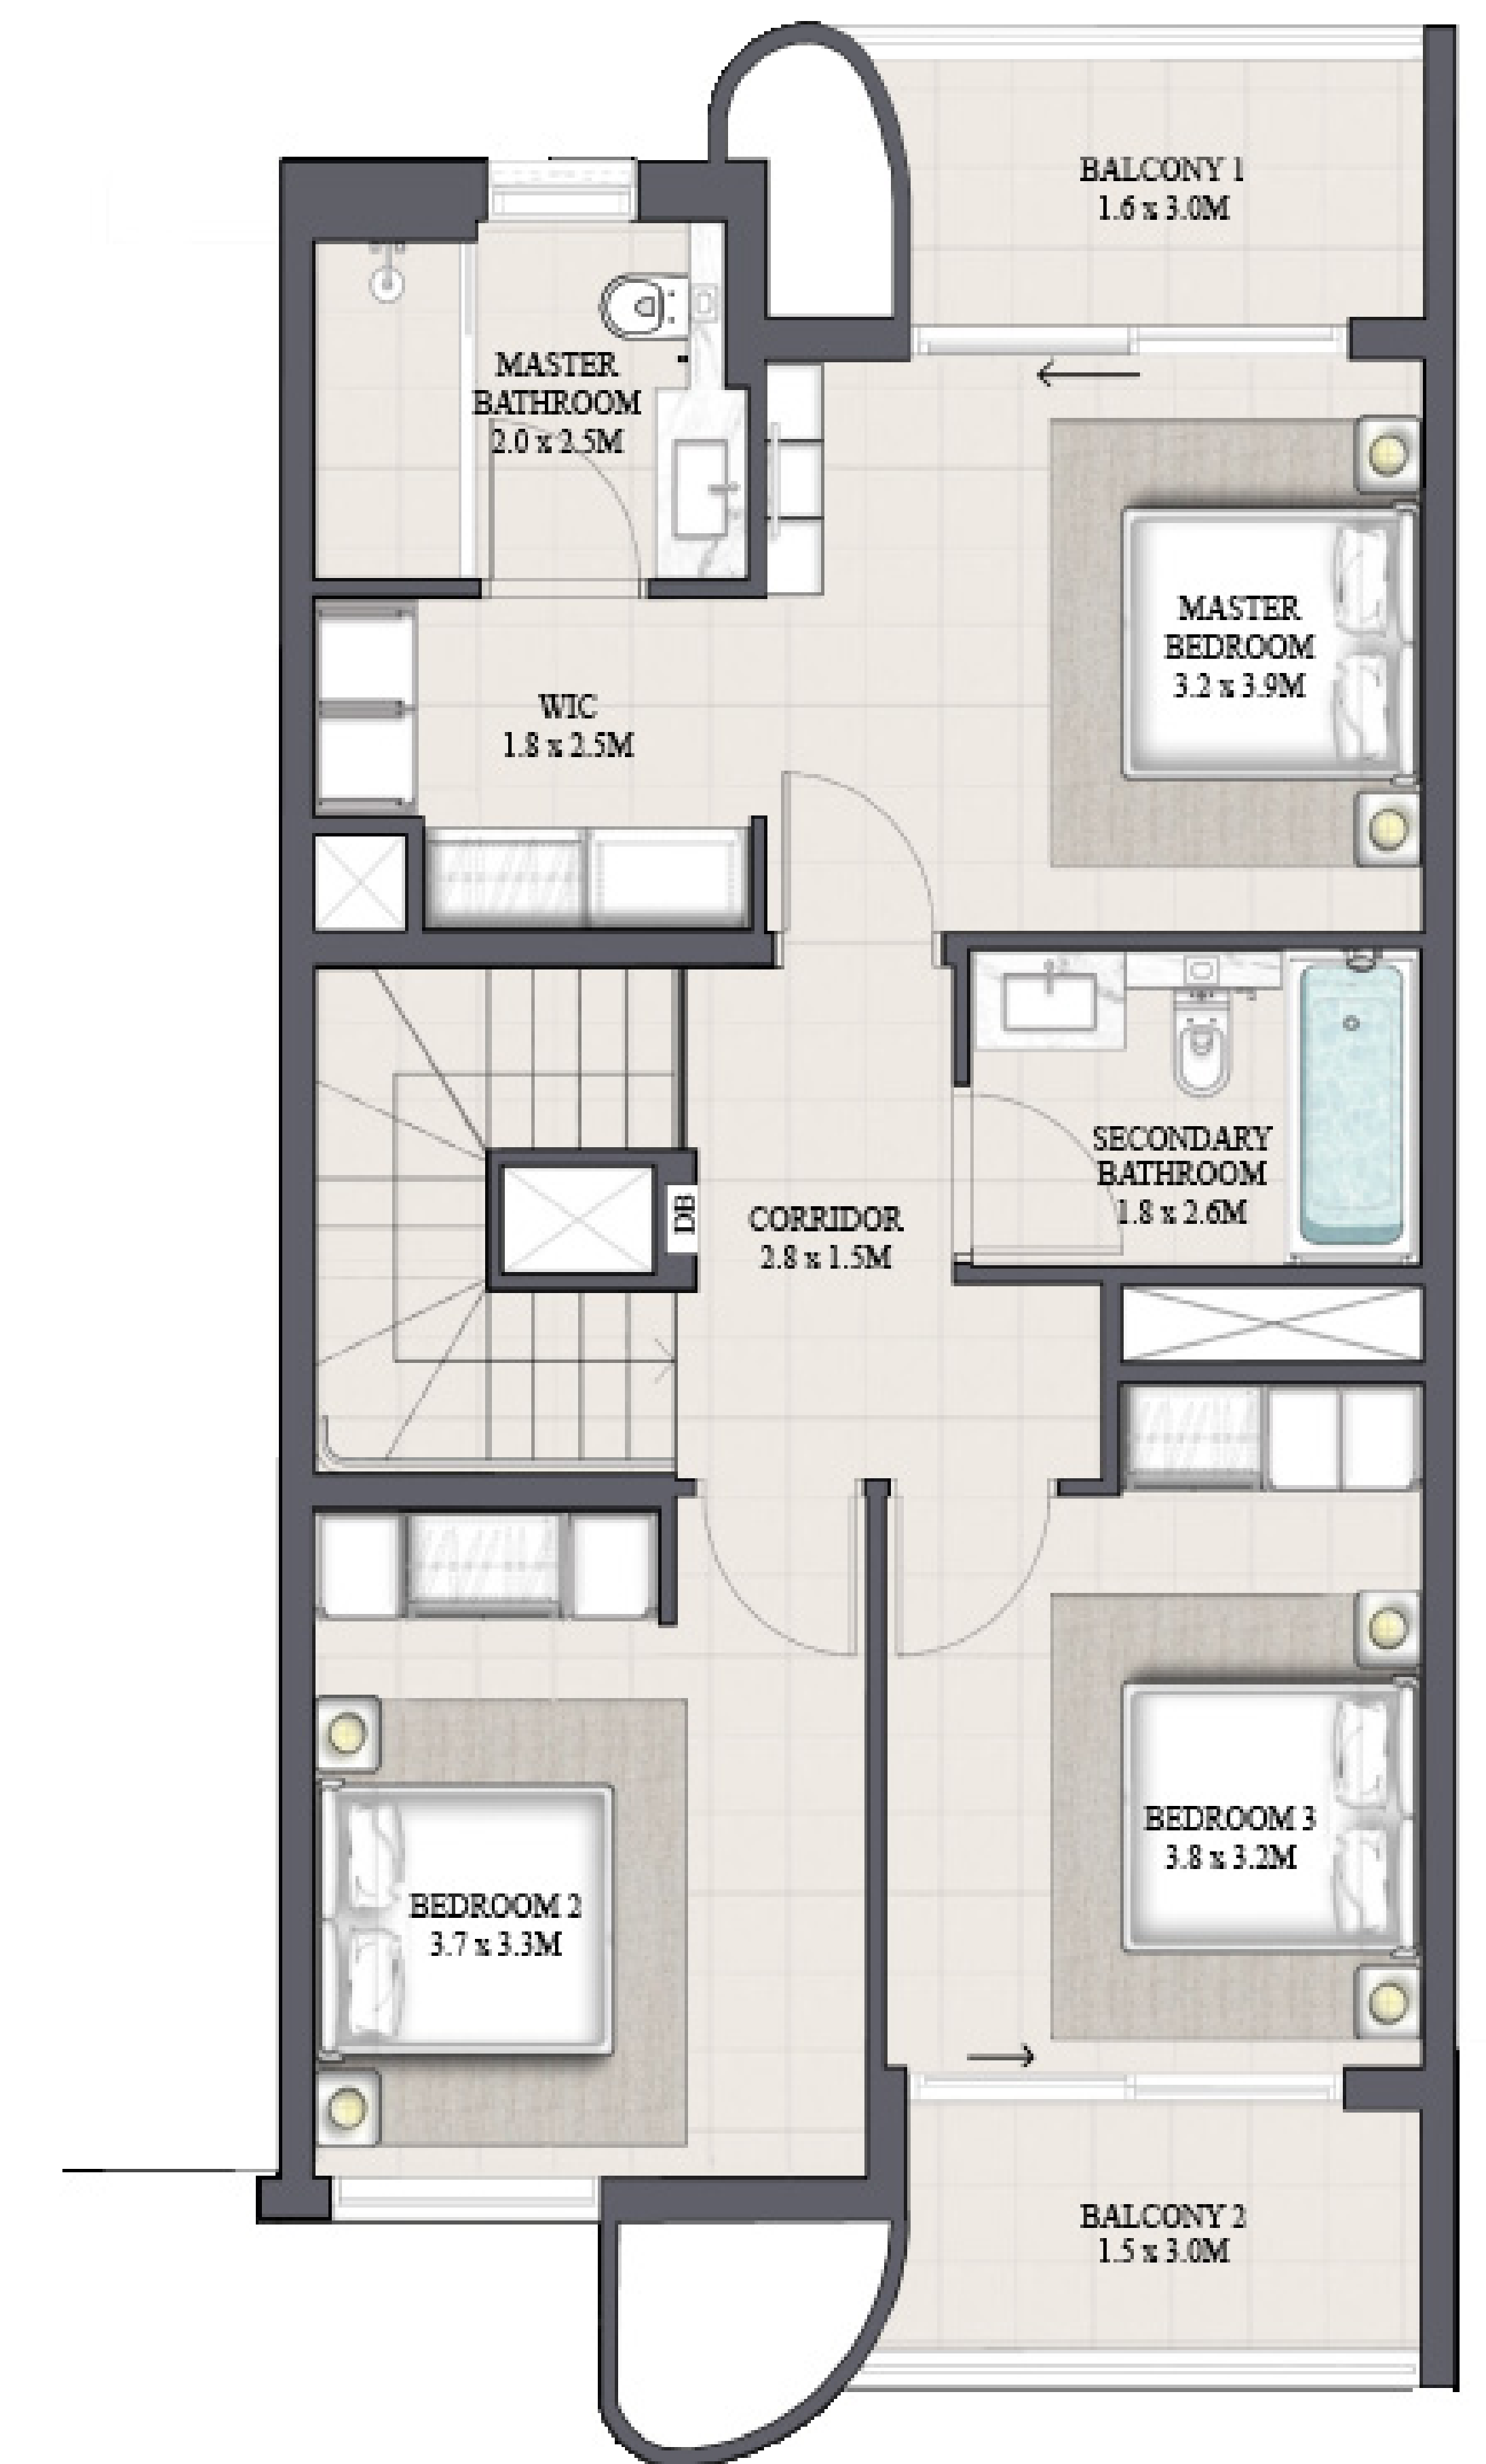 BALCONY 1
1.6 x 3.0M
MASTER
BATHROOM
2.0 x 2.5M
MASTER
BEDROOM
3.2 x 3.9M
WIC
1.8 x 2.5M
SECONDARY
BATHROOM
1.8 x 2.6M
DB
CORRIDOR
2.8 x 1.5M
BEDROOM 3
3.8 x 3.2M
BEDROOM 2
3.7 x 3.3M
BALCONY 2
1.5 x 3.0M